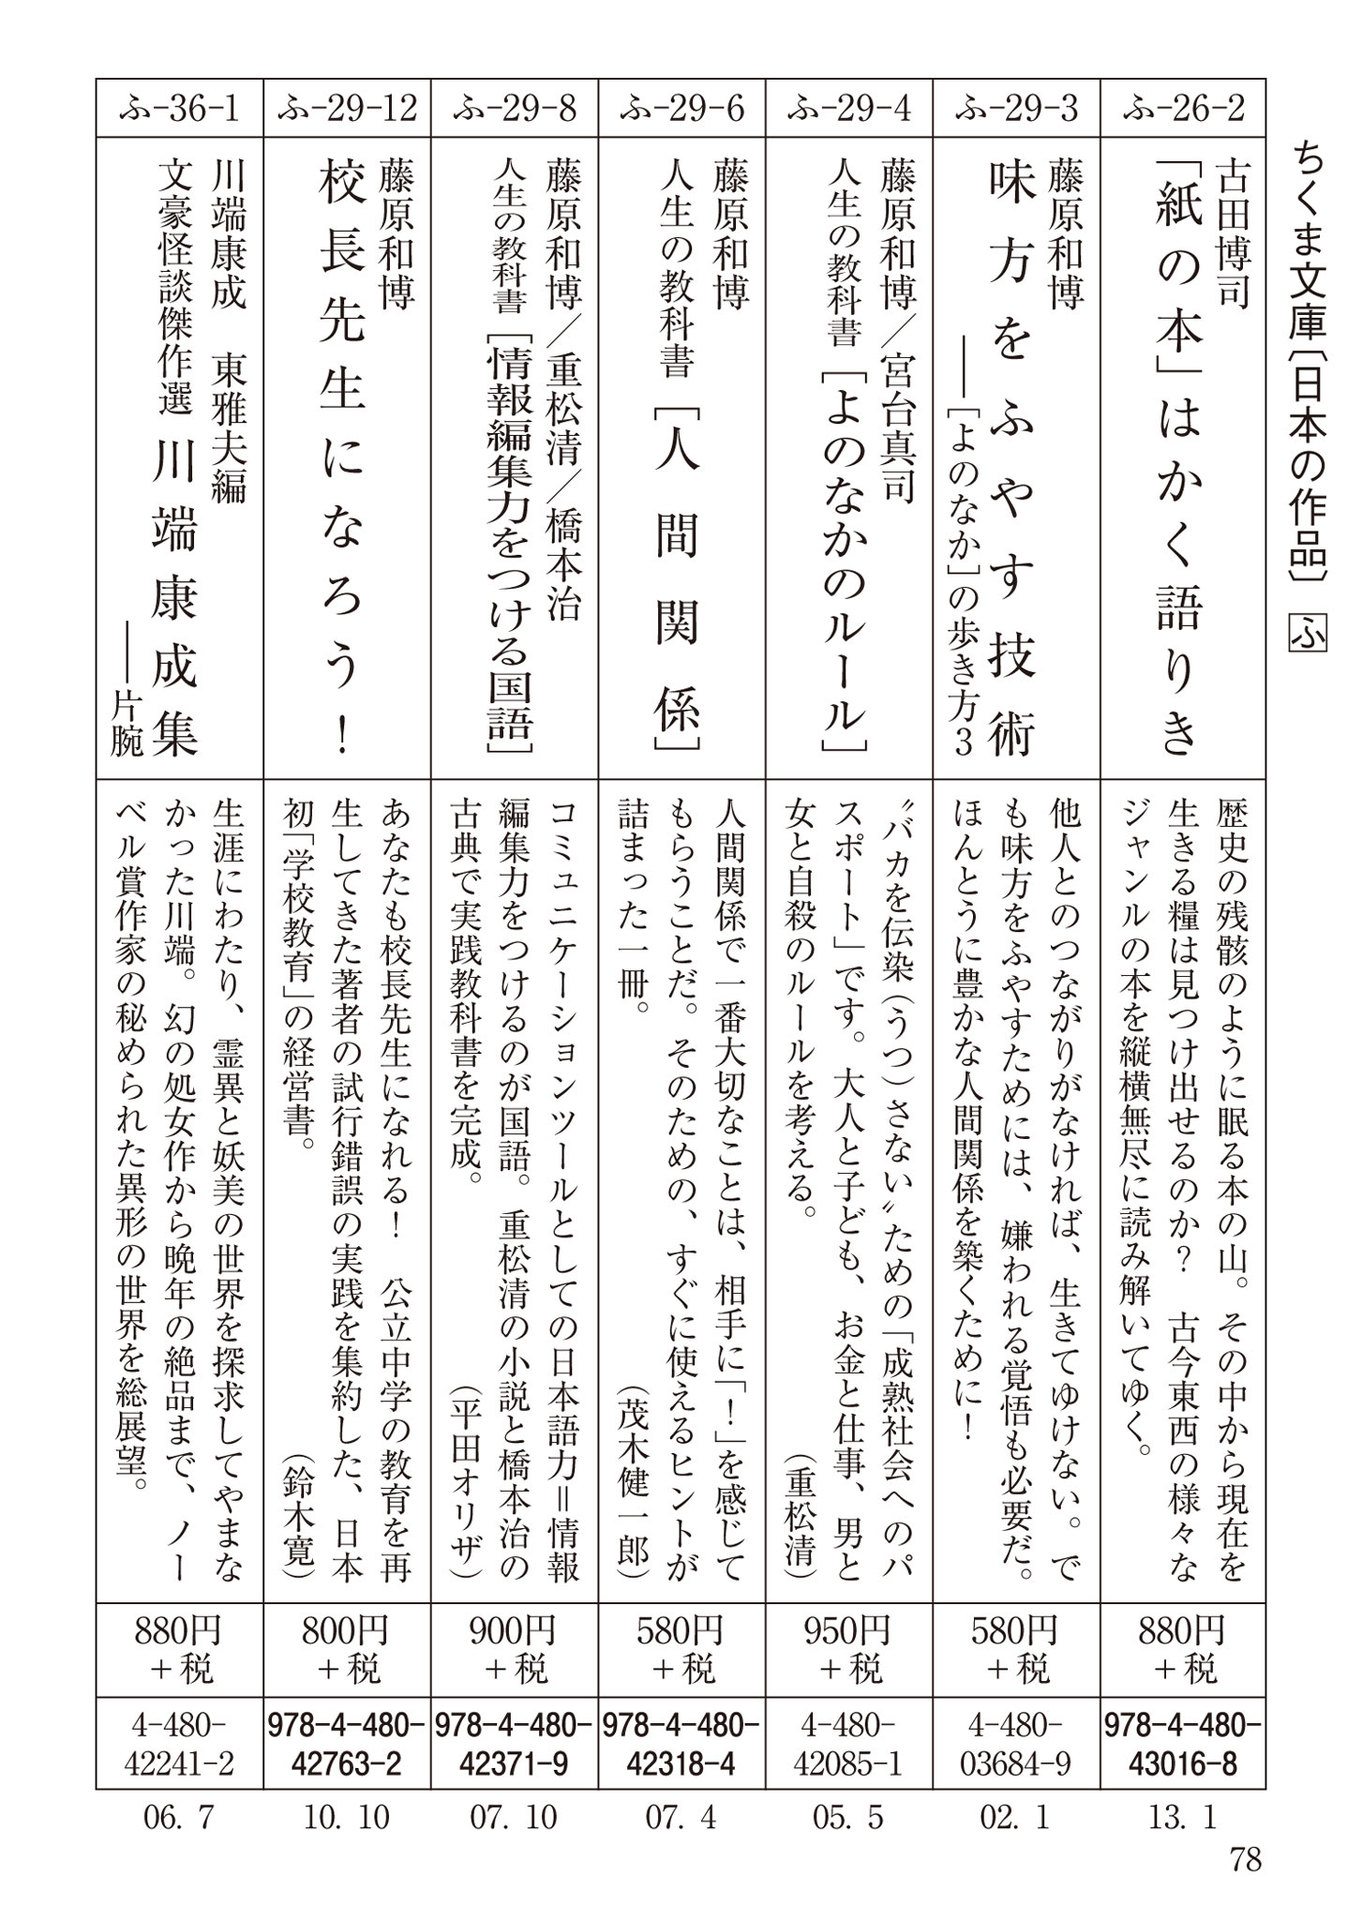 ちくま文庫〔日本の作品〕 ふ
ふ-26-2
古田博司
「紙の本」はかく語りき
歴史の残骸のように眠る本の山。その中から現在を
生きる糧は見つけ出せるのか？　古今東西の様々な
ジャンルの本を縦横無尽に読み解いてゆく。
880円
＋税
978-4-480-
43016-8
13. 1
ふ-29-3
藤原和博
味方をふやす技術
――［よのなか］の歩き方3
他人とのつながりがなければ、生きてゆけない。で
も味方をふやすためには、嫌われる覚悟も必要だ。
ほんとうに豊かな人間関係を築くために！
580円
＋税
4-480-
03684-9
02. 1
ふ-29-4
藤原和博／宮台真司
人生の教科書［よのなかのルール］
〝バカを伝染（うつ）さない〟ための「成熟社会へのパ
スポート」です。大人と子ども、お金と仕事、男と
女と自殺のルールを考える。　（重松清）
950円
＋税
4-480-
42085-1
05. 5
ふ-29-6
藤原和博
人生の教科書［人間関係］
人間関係で一番大切なことは、相手に「！」を感じて
もらうことだ。そのための、すぐに使えるヒントが
詰まった一冊。　（茂木健一郎）
580円
＋税
978-4-480-
42318-4
07. 4
ふ-29-8
藤原和博／重松清／橋本治
人生の教科書［情報編集力をつける国語］
コミュニケーションツールとしての日本語力＝情報
編集力をつけるのが国語。重松清の小説と橋本治の
古典で実践教科書を完成。　（平田オリザ）
900円
＋税
978-4-480-
42371-9
07. 10
ふ-29-12
藤原和博
校長先生になろう！
あなたも校長先生になれる！　公立中学の教育を再
生してきた著者の試行錯誤の実践を集約した、日本
初「学校教育」の経営書。　（鈴木寛）
800円
＋税
978-4-480-
42763-2
10. 10
ふ-36-1
川端康成　東雅夫編
文豪怪談傑作選 川端康成集
――片腕
生涯にわたり、霊異と妖美の世界を探求してやまな
かった川端。幻の処女作から晩年の絶品まで、ノー
ベル賞作家の秘められた異形の世界を総展望。
880円
＋税
4-480-
42241-2
06. 7
78